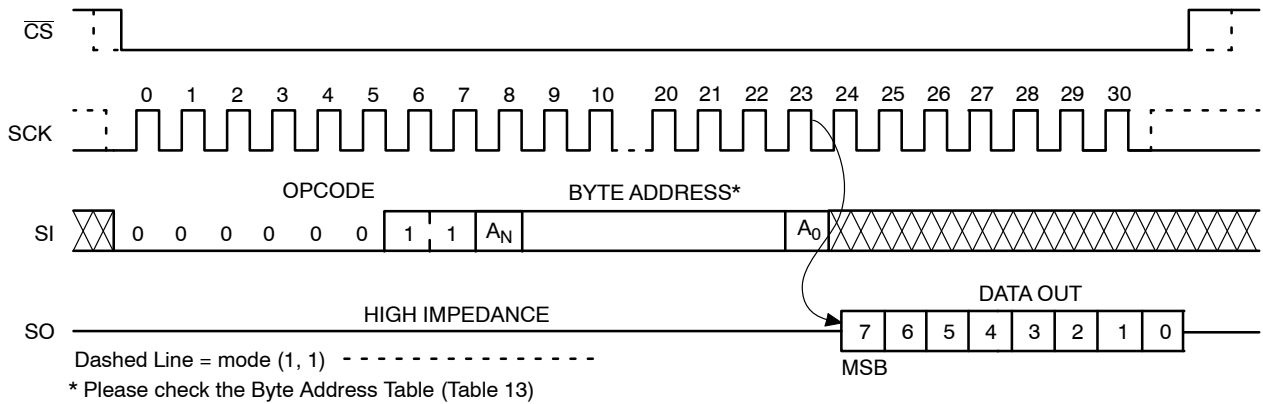 CS
0 1 2 3 4 5 6 7 8 9 10 20 21 22 23 24 25 26 27 28 29 30
SCK
OPCODE BYTE ADDRESS*
SI 0 0 0 0 0 0 1 1 AN A0
HIGH IMPEDANCE DATA OUT
SO 7 6 5 4 3 2 1 0
Dashed Line = mode (1, 1)
MSB
* Please check the Byte Address Table (Table 13)